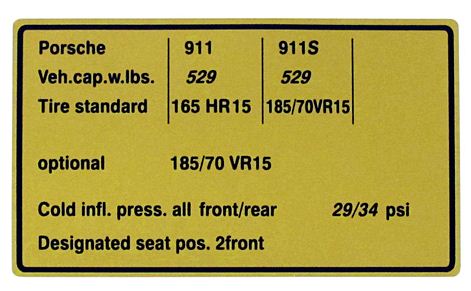 Porsche 911 911S
Veh.cap.w.lbs. 529 529
Tire standard 165 HR15 185/70VR15
optional 185/70 VR15
Cold infl. press. all front/rear 29/34 psi
Designated seat pos. 2front